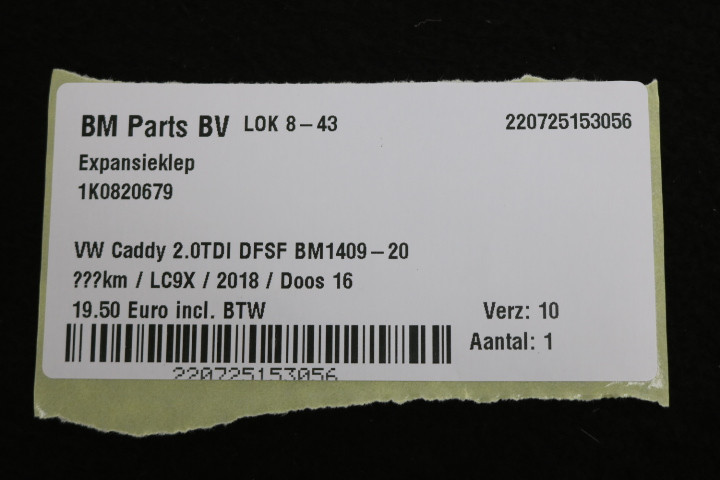 BM Parts BV LOK 8-43 220725153056
Expansieklep
1K0820679
VW Caddy 2.0TDI DFSF BM1409-20
???km / LC9X / 2018 / Doos 16
19.50 Euro incl. BTW Verz: 10
Aantal: 1
220725153056